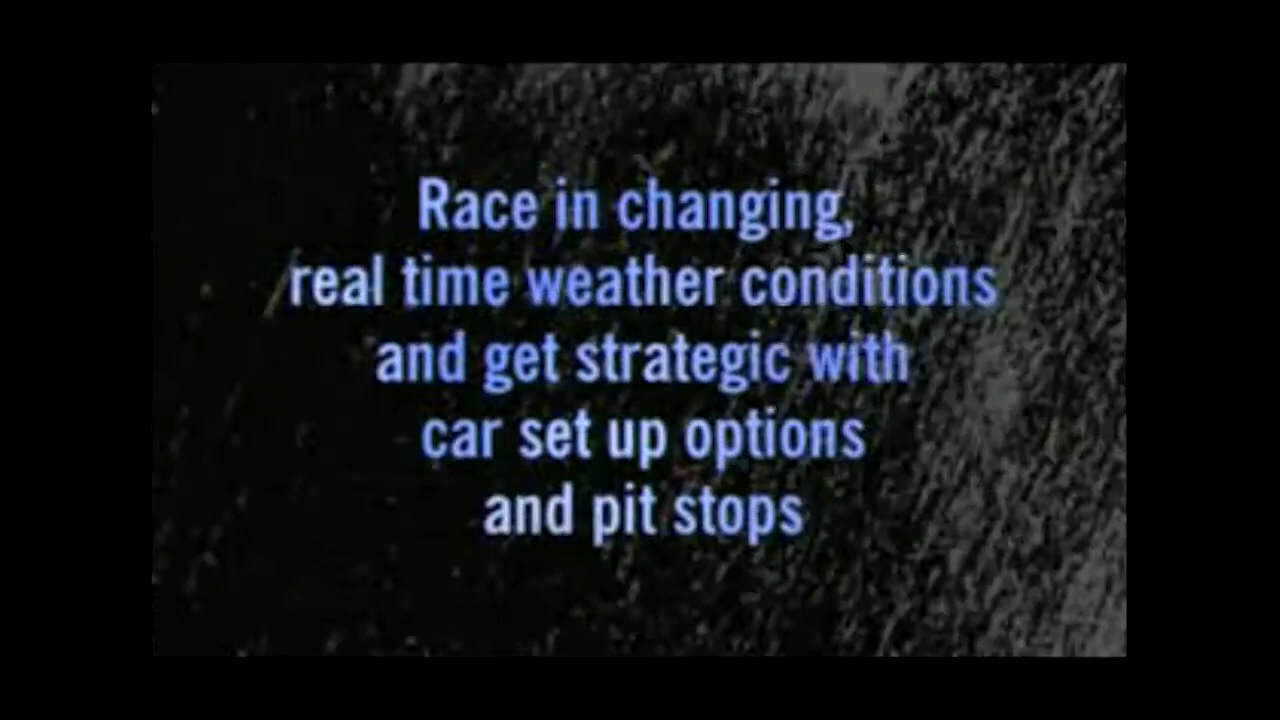 Race in changing,
real time weather conditions
and get strategic with
car set up options
and pit stops